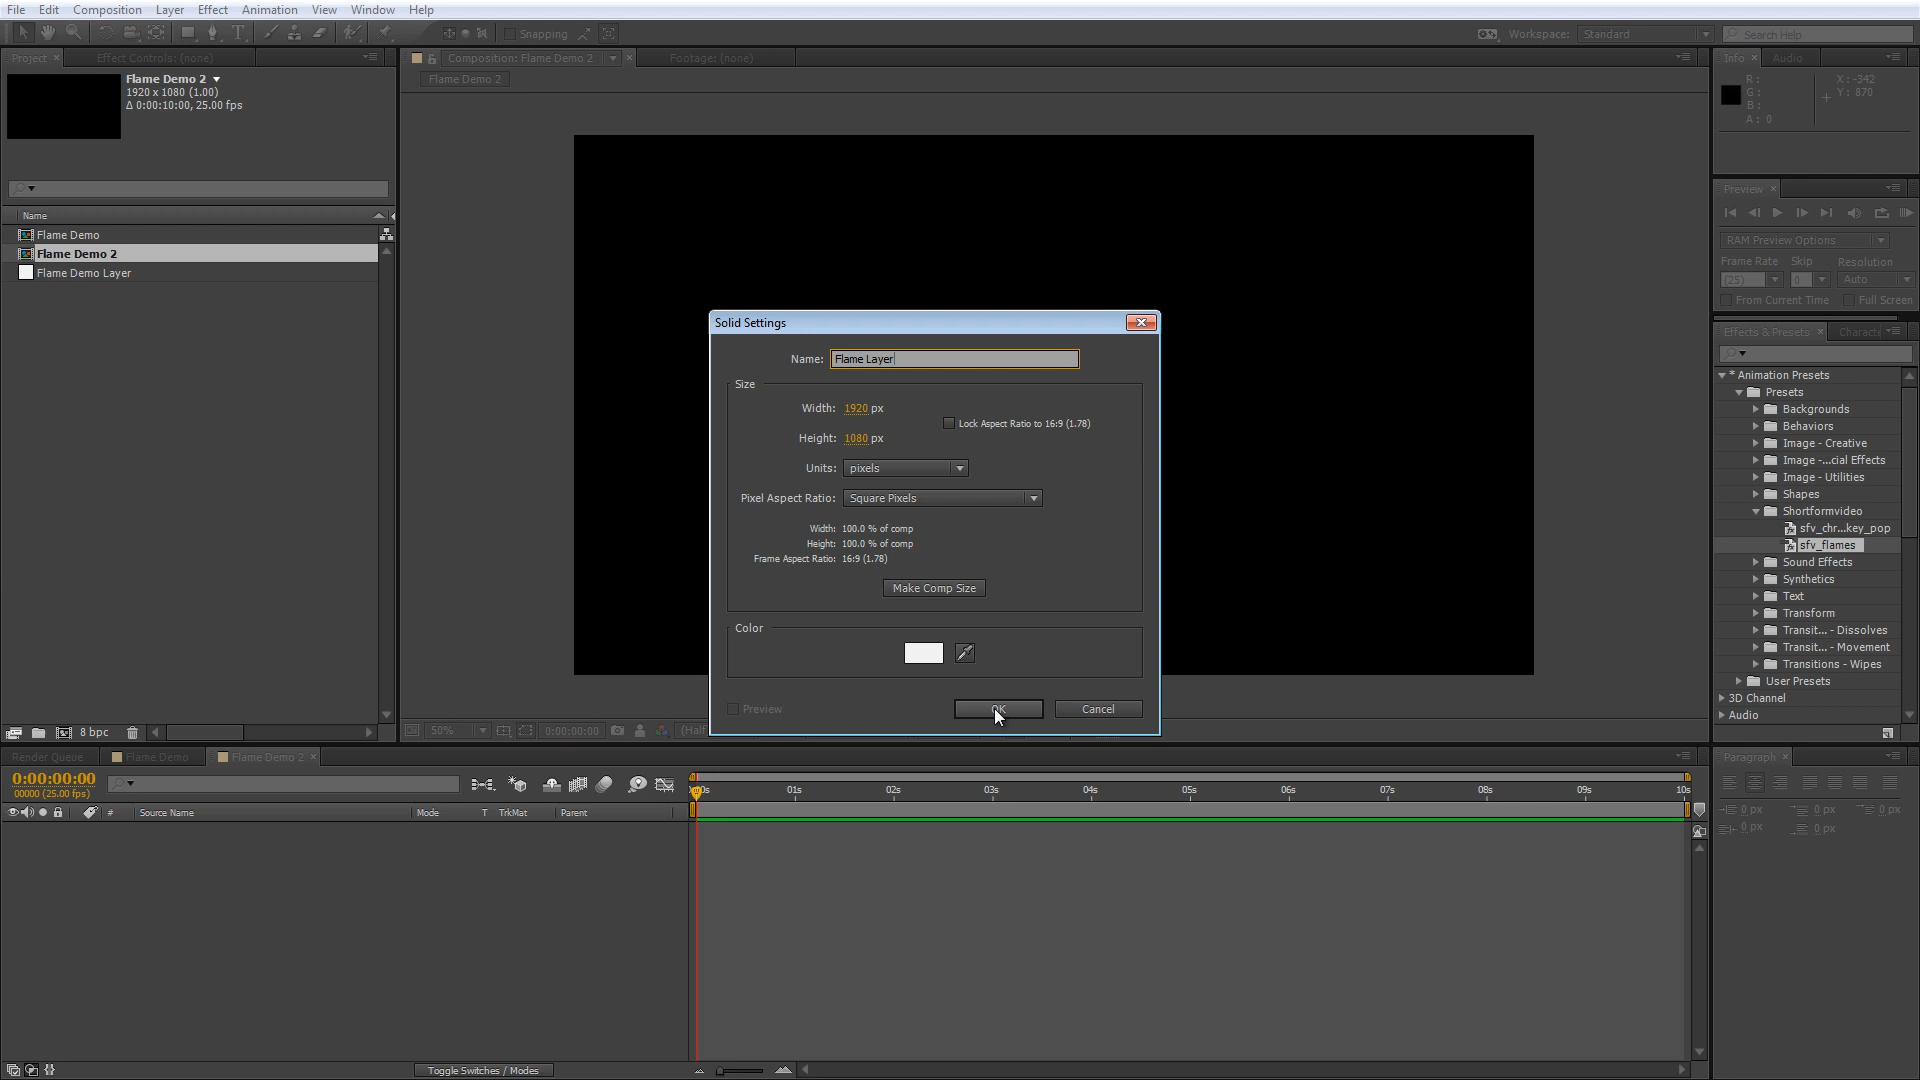 File Edit Composition Layer Effect Animation View Window Help
Snapping
Workspace: Standard
Search Help
Project
Effect Controls: (none)
Composition: Flame Demo 2
Footage: (none)
Info
Audio
Flame Demo 2
1920 x 1080 (1.00)
Δ 0:00:10:00, 25.00 fps
Flame Demo 2
R:
G:
B:
A: 0
X: -342
Y: 870
Name
Flame Demo
Flame Demo 2
Flame Demo Layer
Preview
RAM Preview Options
Frame Rate Skip Resolution
(25) 0 Auto
From Current Time Full Screen
Effects & Presets
Characte
* Animation Presets
Presets
Backgrounds
Behaviors
Image - Creative
Image -...cial Effects
Image - Utilities
Shapes
Shortformvideo
sfv_chr...key_pop
sfv_flames
Sound Effects
Synthetics
Text
Transform
Transit... - Dissolves
Transit... - Movement
Transitions - Wipes
User Presets
3D Channel
Audio
Solid Settings
Name: Flame Layer
Size
Width: 1920 px
Lock Aspect Ratio to 16:9 (1.78)
Height: 1080 px
Units: pixels
Pixel Aspect Ratio: Square Pixels
Width: 100.0 % of comp
Height: 100.0 % of comp
Frame Aspect Ratio: 16:9 (1.78)
Make Comp Size
Color
Preview
OK
Cancel
8 bpc
50%
0:00:00:00
(Half
Render Queue
Flame Demo
Flame Demo 2
0:00:00:00
00000 (25.00 fps)
# Source Name Mode T TrkMat Parent
0s 01s 02s 03s 04s 05s 06s 07s 08s 09s 10s
Toggle Switches / Modes
Paragraph
0 px 0 px 0 px
0 px 0 px